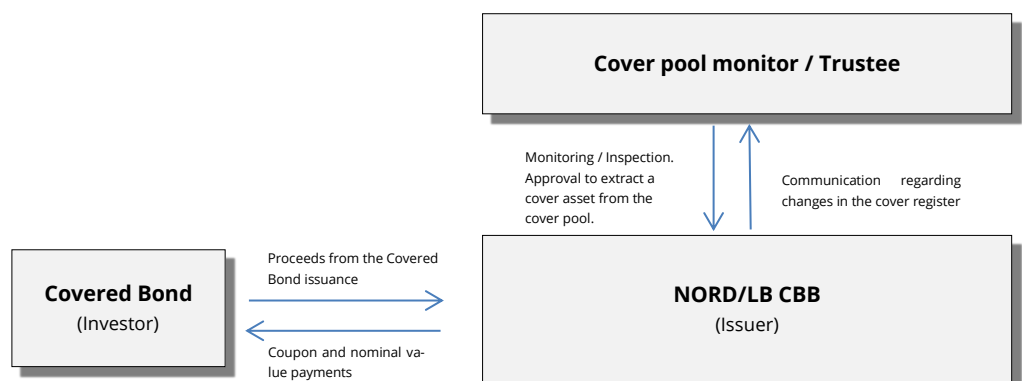 Cover pool monitor / Trustee
Monitoring / Inspection.
Approval to extract a
cover asset from the
cover pool.
Communication regarding
changes in the cover register
Proceeds from the Covered
Bond issuance
Covered Bond
(Investor)
NORD/LB CBB
(Issuer)
Coupon and nominal va-
lue payments